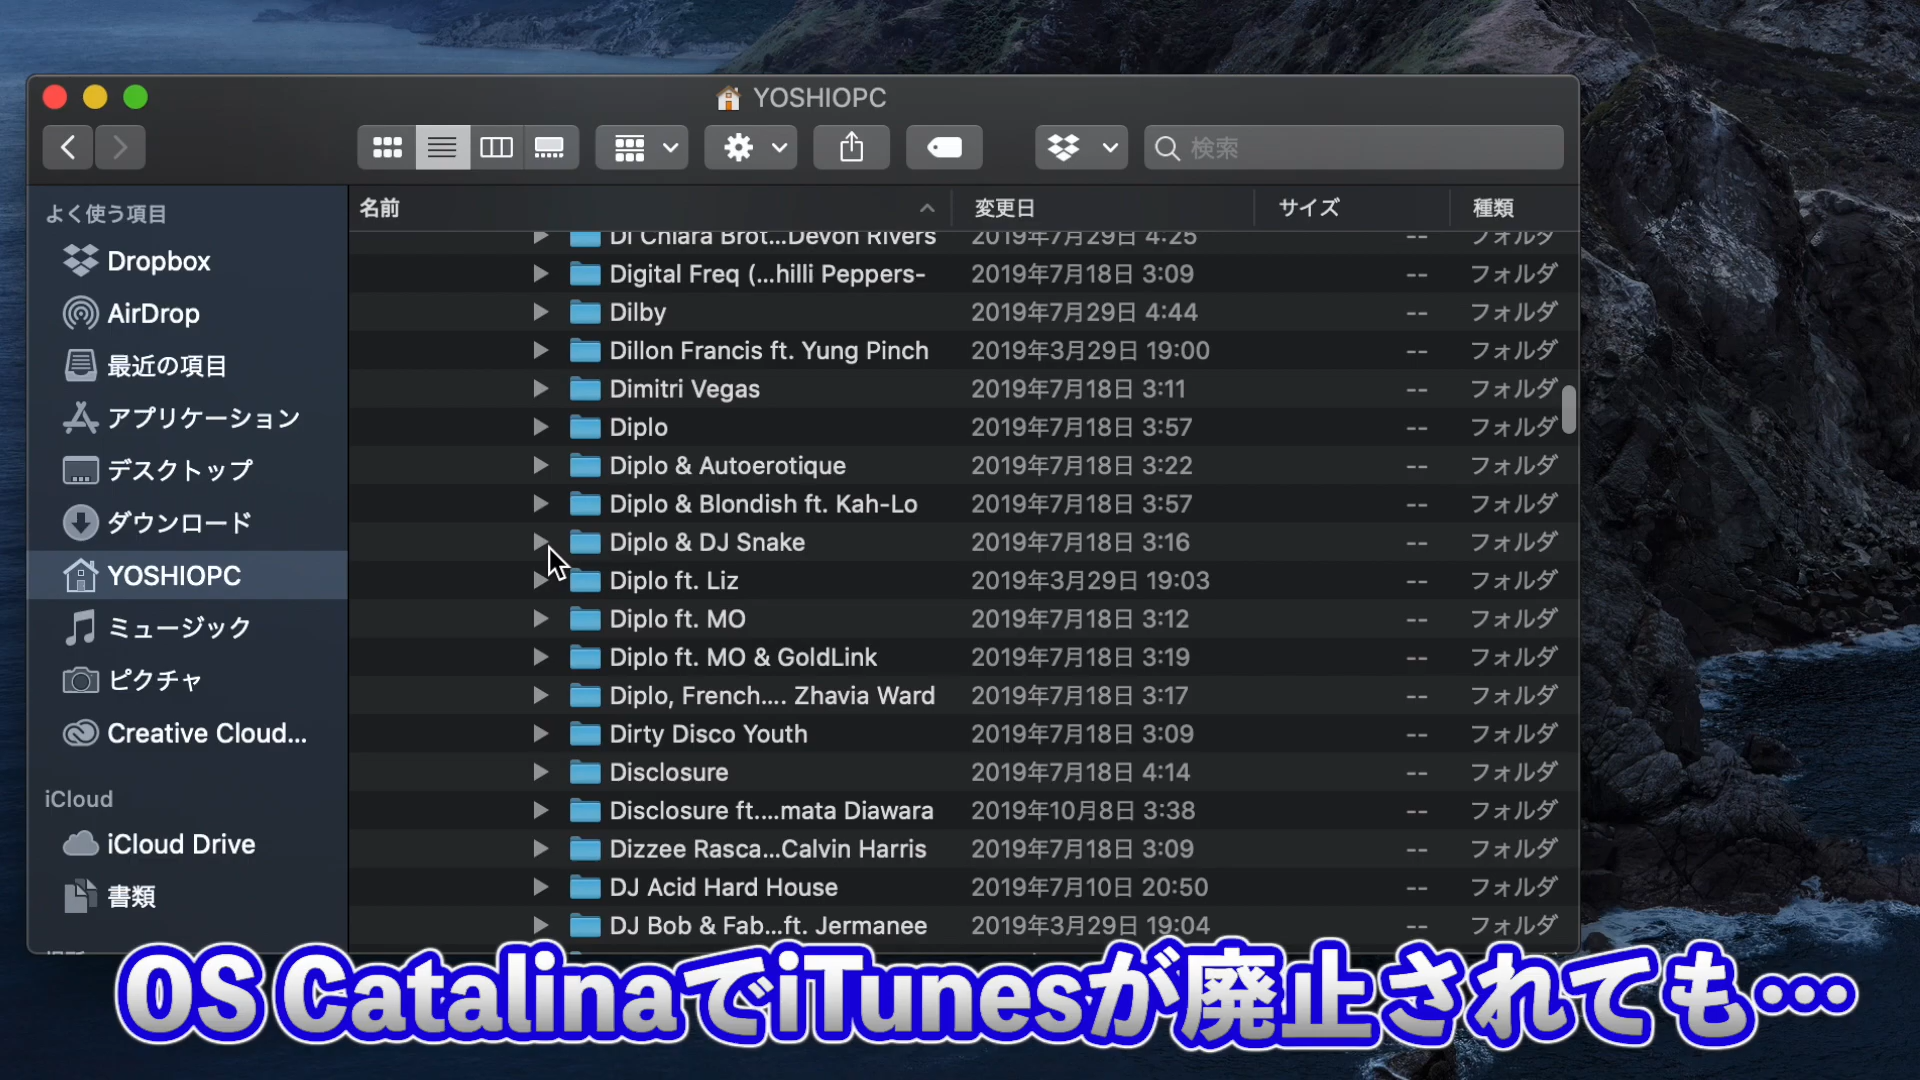 YOSHIOPC
検索
よく使う項目
Dropbox
AirDrop
最近の項目
アプリケーション
デスクトップ
ダウンロード
YOSHIOPC
ミュージック
ピクチャ
Creative Cloud...
iCloud
iCloud Drive
書類
名前 変更日 サイズ 種類
Di Chiara Brot...Devon Rivers 2019年7月29日 4:25 -- フォルダ
Digital Freq (...hilli Peppers- 2019年7月18日 3:09 -- フォルダ
Dilby 2019年7月29日 4:44 -- フォルダ
Dillon Francis ft. Yung Pinch 2019年3月29日 19:00 -- フォルダ
Dimitri Vegas 2019年7月18日 3:11 -- フォルダ
Diplo 2019年7月18日 3:57 -- フォルダ
Diplo & Autoerotique 2019年7月18日 3:22 -- フォルダ
Diplo & Blondish ft. Kah-Lo 2019年7月18日 3:57 -- フォルダ
Diplo & DJ Snake 2019年7月18日 3:16 -- フォルダ
Diplo ft. Liz 2019年3月29日 19:03 -- フォルダ
Diplo ft. MO 2019年7月18日 3:12 -- フォルダ
Diplo ft. MO & GoldLink 2019年7月18日 3:19 -- フォルダ
Diplo, French.... Zhavia Ward 2019年7月18日 3:17 -- フォルダ
Dirty Disco Youth 2019年7月18日 3:09 -- フォルダ
Disclosure 2019年7月18日 4:14 -- フォルダ
Disclosure ft....mata Diawara 2019年10月8日 3:38 -- フォルダ
Dizzee Rasca...Calvin Harris 2019年7月18日 3:09 -- フォルダ
DJ Acid Hard House 2019年7月10日 20:50 -- フォルダ
DJ Bob & Fab...ft. Jermanee 2019年3月29日 19:04 -- フォルダ
OS CatalinaでiTunesが廃止されても…